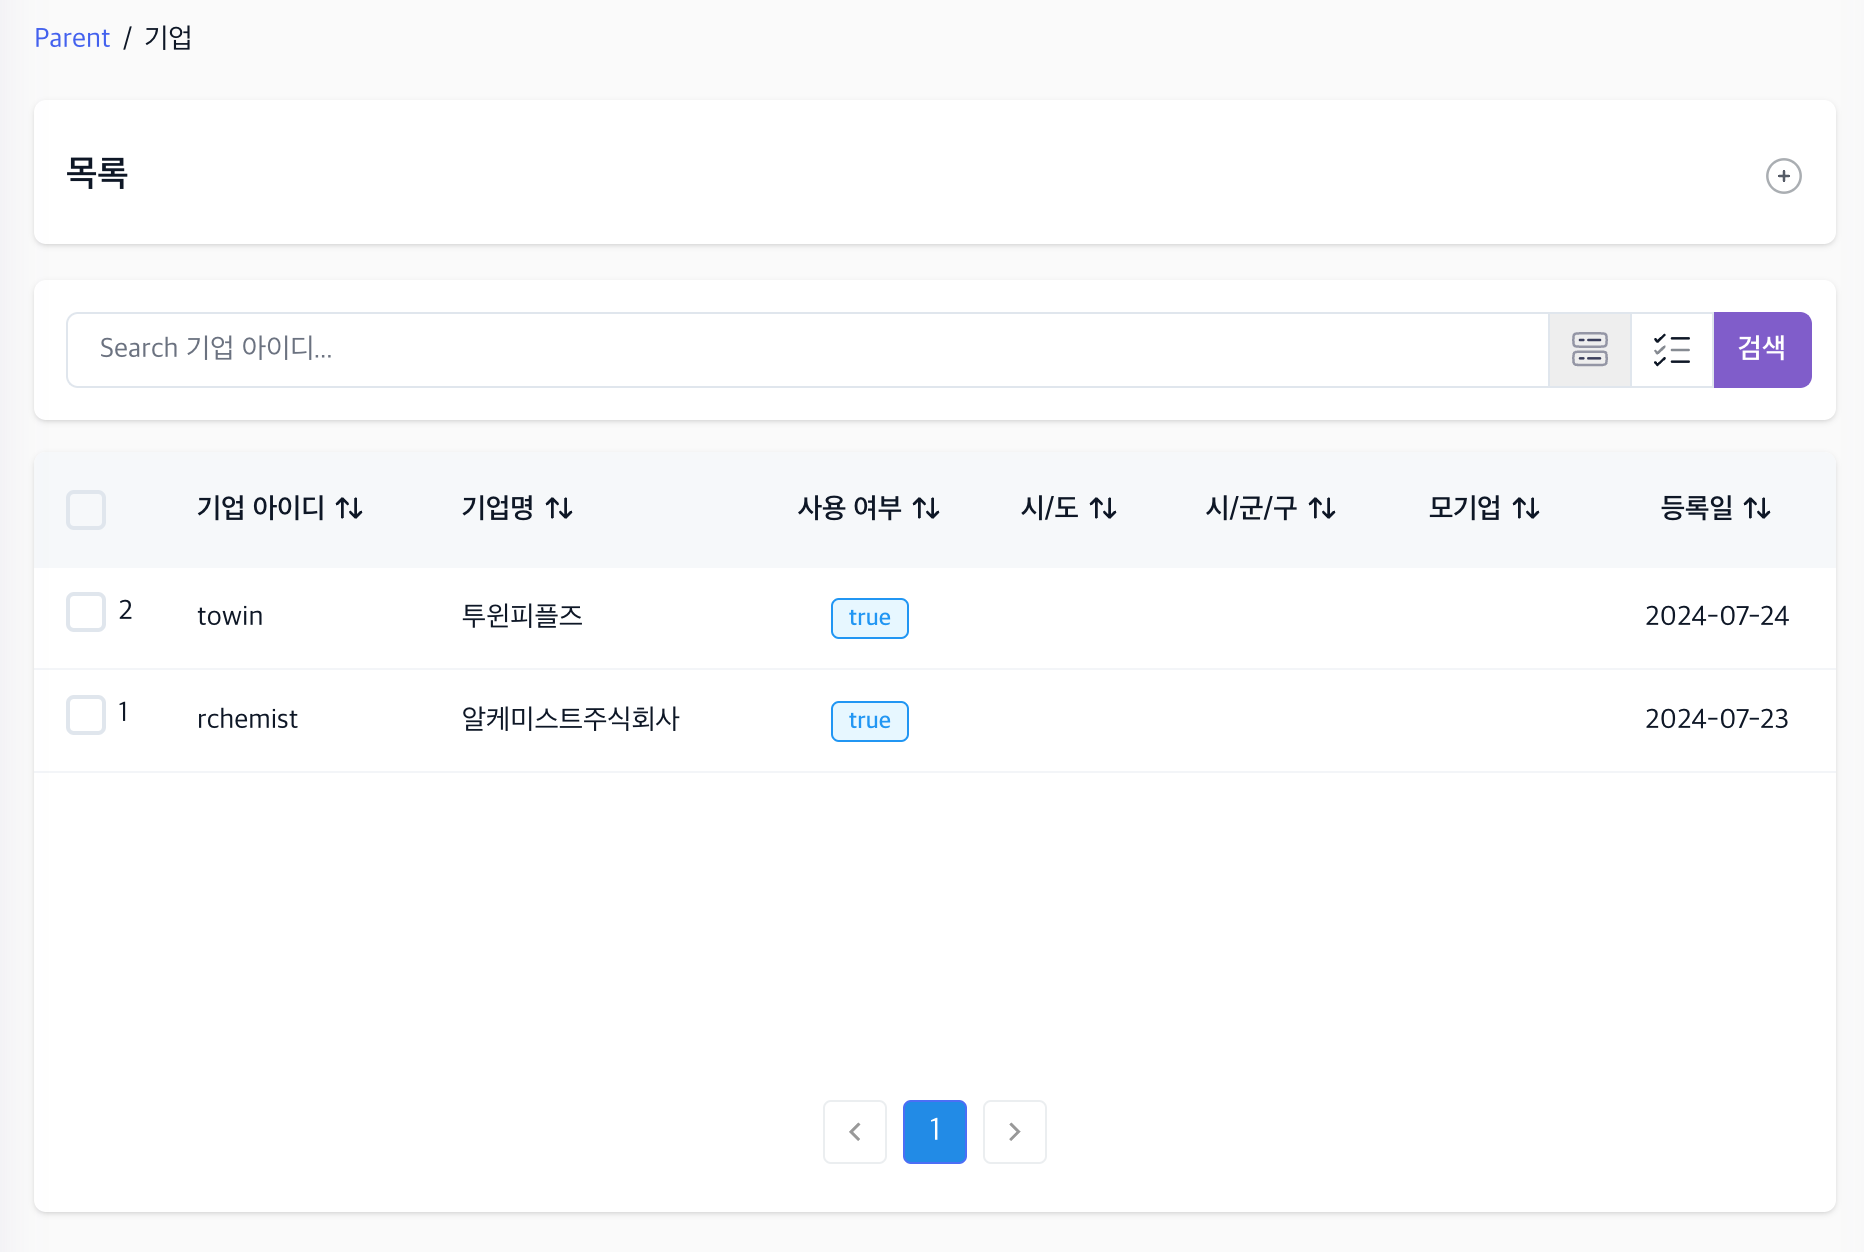 Parent / 기업
목록
Search 기업 아이디...
검색
기업 아이디 기업명 사용 여부 시/도 시/군/구 모기업 등록일
2 towin 투윈피플즈 true 2024-07-24
1 rchemist 알케미스트주식회사 true 2024-07-23
1